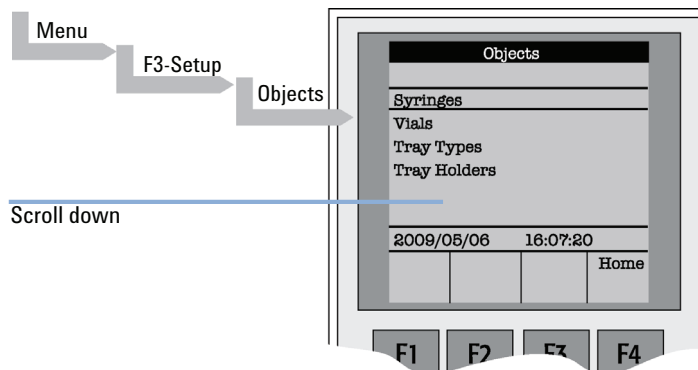 Menu
F3-Setup
Objects
Scroll down
Objects
Syringes
Vials
Tray Types
Tray Holders
2009/05/06 16:07:20
Home
F1 F2 F3 F4